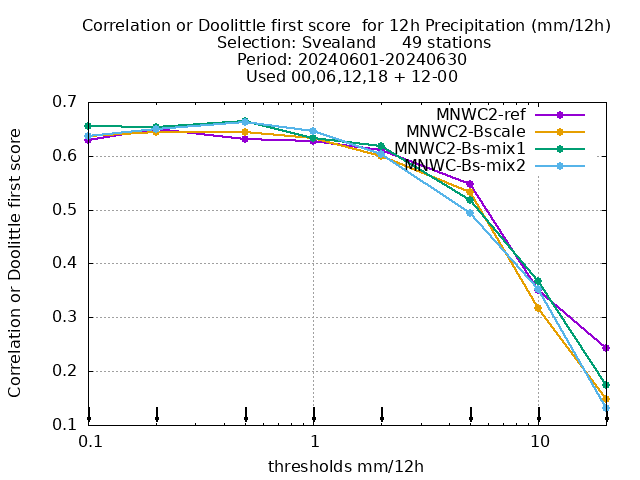 Correlation or Doolittle first score  for 12h Precipitation (mm/12h)
Selection: Svealand     49 stations
Period: 20240601-20240630
Used 00,06,12,18 + 12-00
MNWC2-ref
MNWC2-Bscale
MNWC2-Bs-mix1
MNWC-Bs-mix2
Correlation or Doolittle first score
0.7
0.6
0.5
0.4
0.3
0.2
0.1
0.1 1 10
thresholds mm/12h